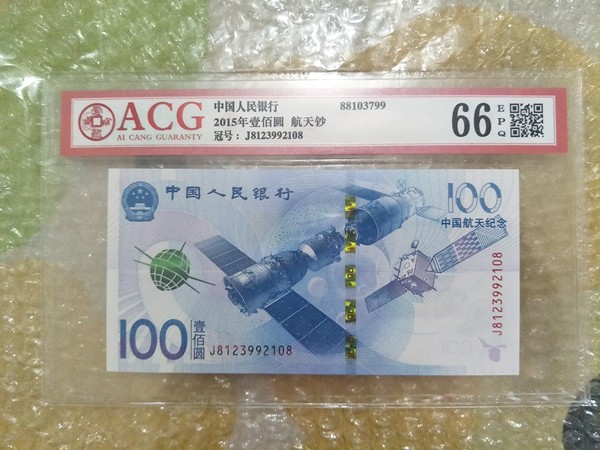 ACG
AI CANG GUARANTY
中国人民银行 88103799
2015年壹佰圆 航天钞
冠号: J8123992108
66 EPQ
中国人民银行
100
中国航天纪念
J8123992108
100 壹佰圆 J8123992108